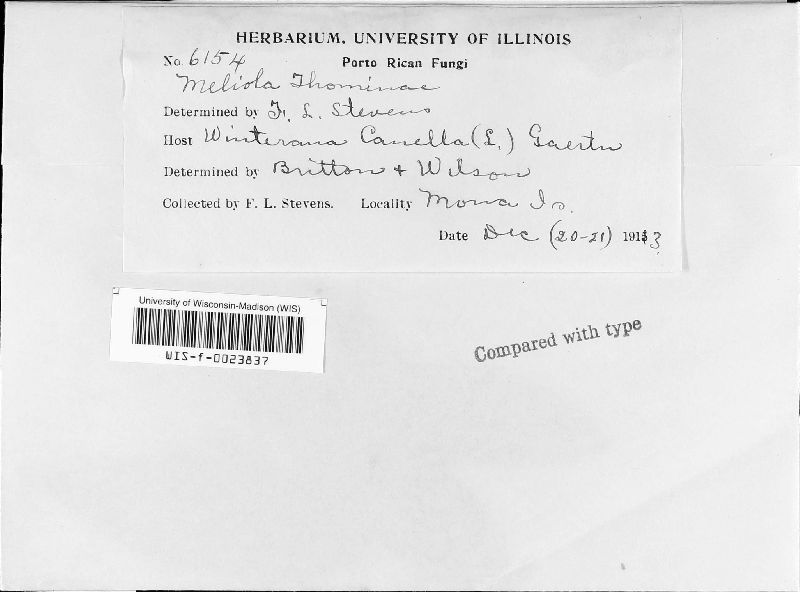 HERBARIUM, UNIVERSITY OF ILLINOIS
No. 6154 Porto Rican Fungi
Meliola Thominae
Determined by F. L. Stevens
Host Winterana Canella (L.) Gaertn
Determined by Britton + Wilson
Collected by F. L. Stevens. Locality Mona Is.
Date Dec (20-21) 1913
University of Wisconsin-Madison (WIS)
WIS-f-0023837
Compared with type